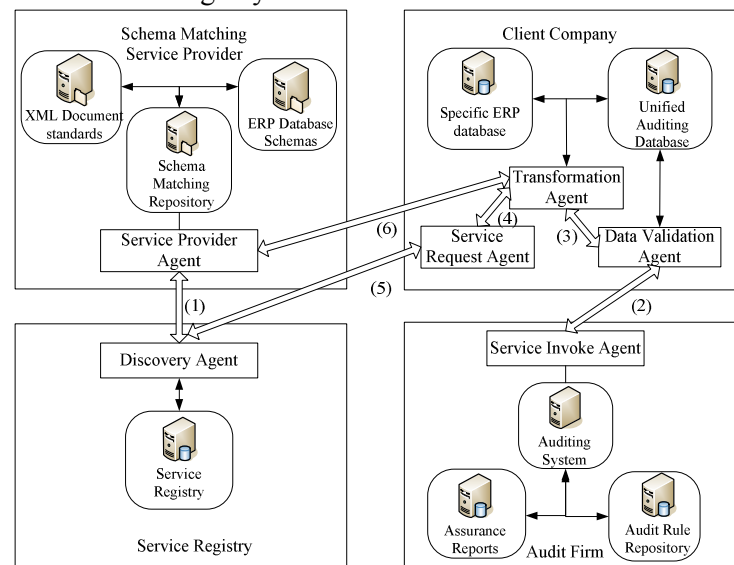 Schema Matching
Service Provider
XML Document
standards
ERP Database
Schemas
Schema
Matching
Repository
Service Provider
Agent
Client Company
Specific ERP
database
Unified
Auditing
Database
Transformation
Agent
(4)
(3)
Service
Request Agent
Data Validation
Agent
(6)
(5)
(1)
(2)
Discovery Agent
Service
Registry
Service Registry
Service Invoke Agent
Auditing
System
Assurance
Reports
Audit Rule
Repository
Audit Firm